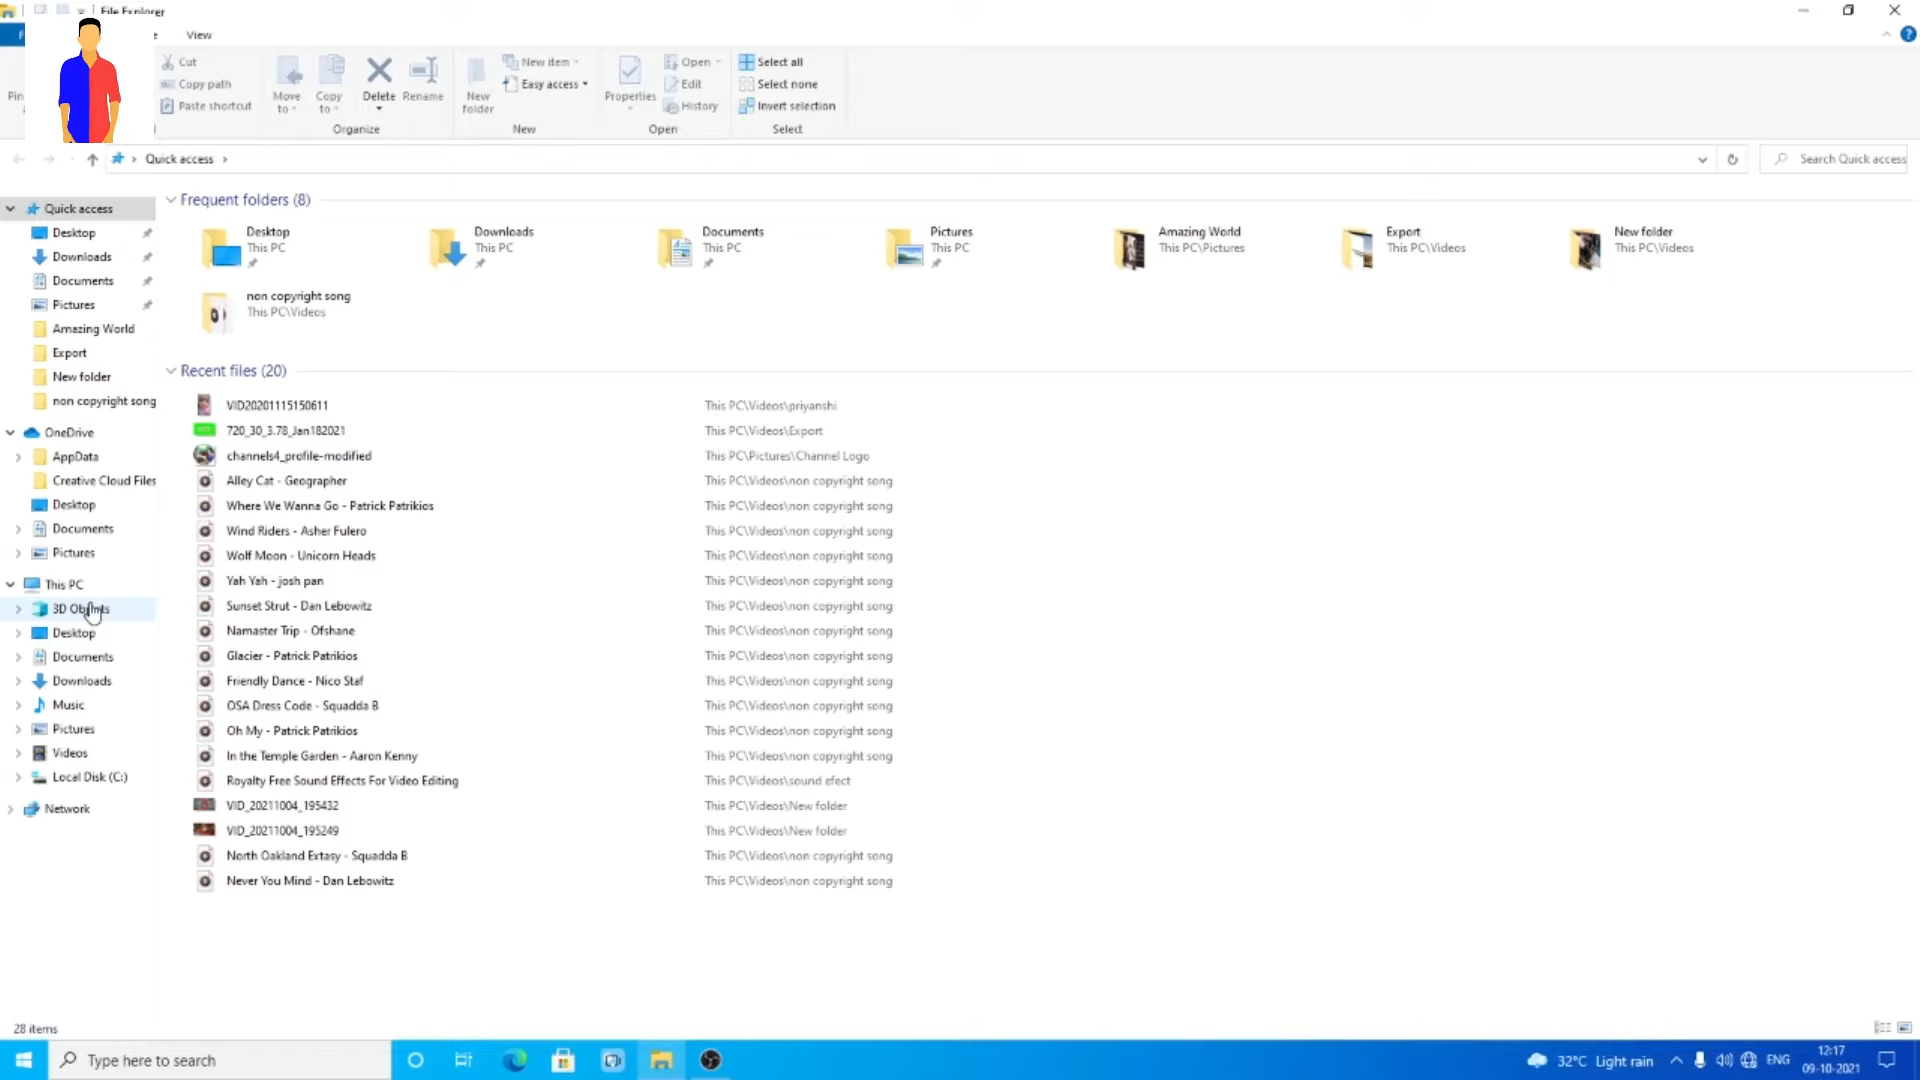 File Explorer
View
Cut
Copy path
Paste shortcut
Move to
Copy to
Delete
Rename
Organize
New folder
New item
Easy access
New
Properties
Open
Edit
History
Open
Select all
Select none
Invert selection
Select
Pin
Quick access
Search Quick access
Quick access
Desktop
Downloads
Documents
Pictures
Amazing World
Export
New folder
non copyright song
OneDrive
AppData
Creative Cloud Files
Desktop
Documents
Pictures
This PC
3D Objects
Desktop
Documents
Downloads
Music
Pictures
Videos
Local Disk (C:)
Network
Frequent folders (8)
Desktop
This PC
Downloads
This PC
Documents
This PC
Pictures
This PC
Amazing World
This PC\Pictures
Export
This PC\Videos
New folder
This PC\Videos
non copyright song
This PC\Videos
Recent files (20)
VID20201115150611 This PC\Videos\priyanshi
720_30_3.78_Jan182021 This PC\Videos\Export
channels4_profile-modified This PC\Pictures\Channel Logo
Alley Cat - Geographer This PC\Videos\non copyright song
Where We Wanna Go - Patrick Patrikios This PC\Videos\non copyright song
Wind Riders - Asher Fulero This PC\Videos\non copyright song
Wolf Moon - Unicorn Heads This PC\Videos\non copyright song
Yah Yah - josh pan This PC\Videos\non copyright song
Sunset Strut - Dan Lebowitz This PC\Videos\non copyright song
Namaster Trip - Ofshane This PC\Videos\non copyright song
Glacier - Patrick Patrikios This PC\Videos\non copyright song
Friendly Dance - Nico Staf This PC\Videos\non copyright song
OSA Dress Code - Squadda B This PC\Videos\non copyright song
Oh My - Patrick Patrikios This PC\Videos\non copyright song
In the Temple Garden - Aaron Kenny This PC\Videos\non copyright song
Royalty Free Sound Effects For Video Editing This PC\Videos\sound efect
VID_20211004_195432 This PC\Videos\New folder
VID_20211004_195249 This PC\Videos\New folder
North Oakland Extasy - Squadda B This PC\Videos\non copyright song
Never You Mind - Dan Lebowitz This PC\Videos\non copyright song
28 items
Type here to search
32°C Light rain
ENG
12:17
09-10-2021